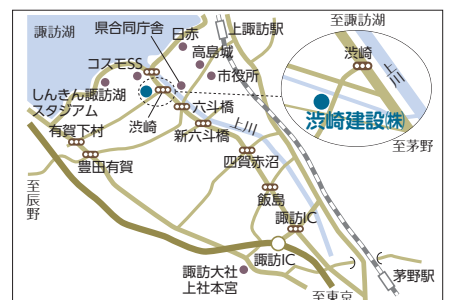 諏訪湖
県合同庁舎
日赤
上諏訪駅
高島城
コスモSS
市役所
しんきん諏訪湖
スタジアム
六斗橋
渋崎
新六斗橋
上川
有賀下村
豊田有賀
四賀赤沼
至辰野
飯島
諏訪IC
諏訪IC
諏訪大社
上社本宮
至東京
茅野駅
至諏訪湖
渋崎
上川
渋崎建設㈱
至茅野